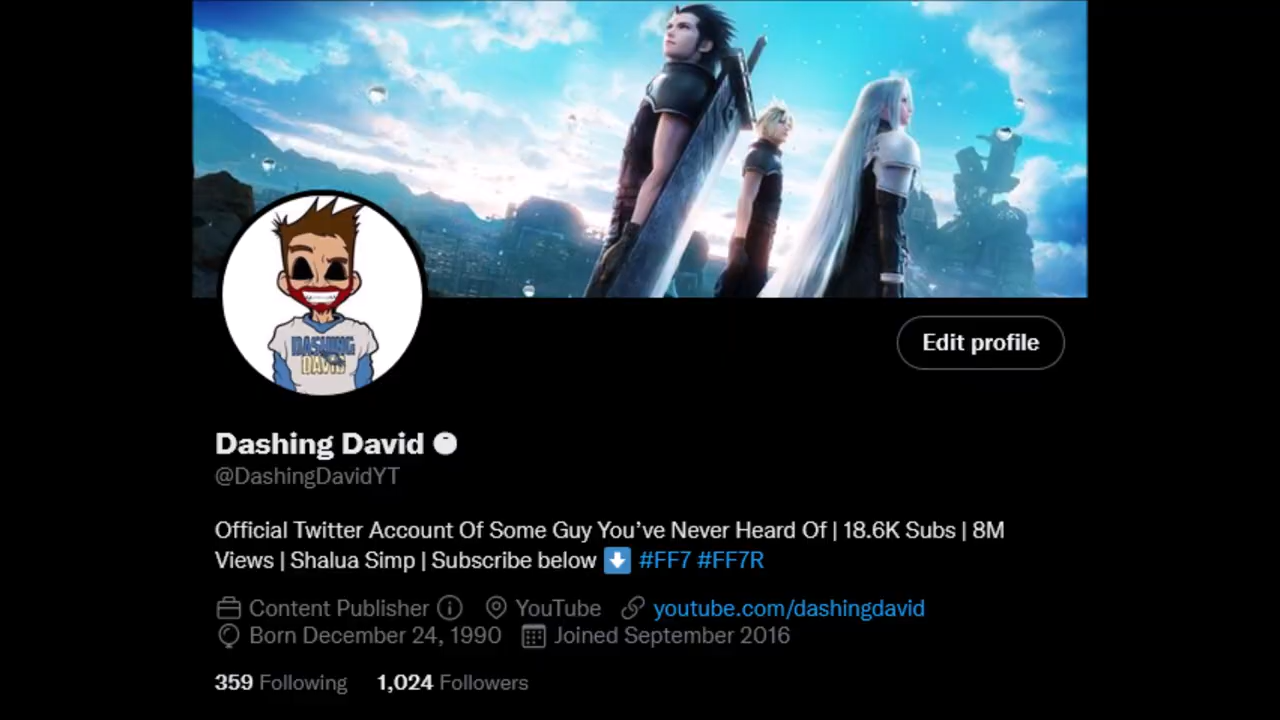 DASHING
DAVID
Edit profile
Dashing David
@DashingDavidYT
Official Twitter Account Of Some Guy You’ve Never Heard Of | 18.6K Subs | 8M
Views | Shalua Simp | Subscribe below ⬇️ #FF7 #FF7R
Content Publisher YouTube youtube.com/dashingdavid
Born December 24, 1990 Joined September 2016
359 Following 1,024 Followers